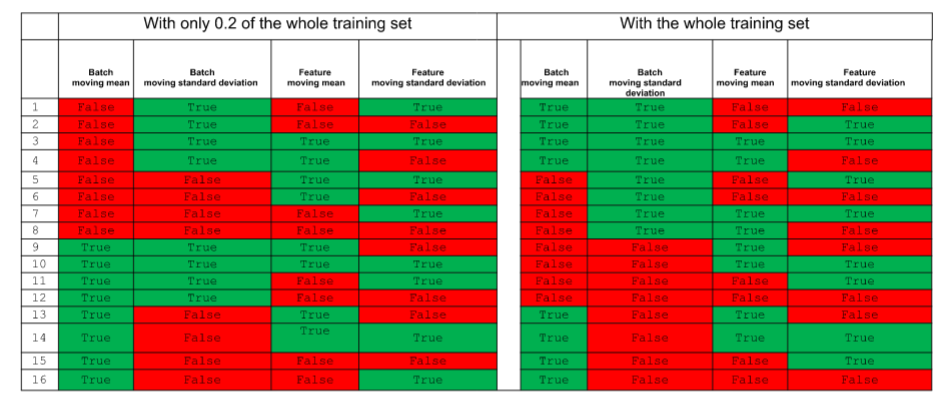 With only 0.2 of the whole training set With the whole training set
Batch moving mean Batch moving standard deviation Feature moving mean Feature moving standard deviation Batch moving mean Batch moving standard deviation Feature moving mean Feature moving standard deviation
1 False True False True True True False False
2 False True False False True True False True
3 False True True True True True True True
4 False True True False True True True False
5 False False True True False True False True
6 False False True False False True False False
7 False False False True False True True True
8 False False False False False True True False
9 True True True False False False True False
10 True True True True False False True True
11 True True False True False False False True
12 True True False False False False False False
13 True False True False True False True False
14 True False True True True False True True
15 True False False False True False False True
16 True False False True True False False False